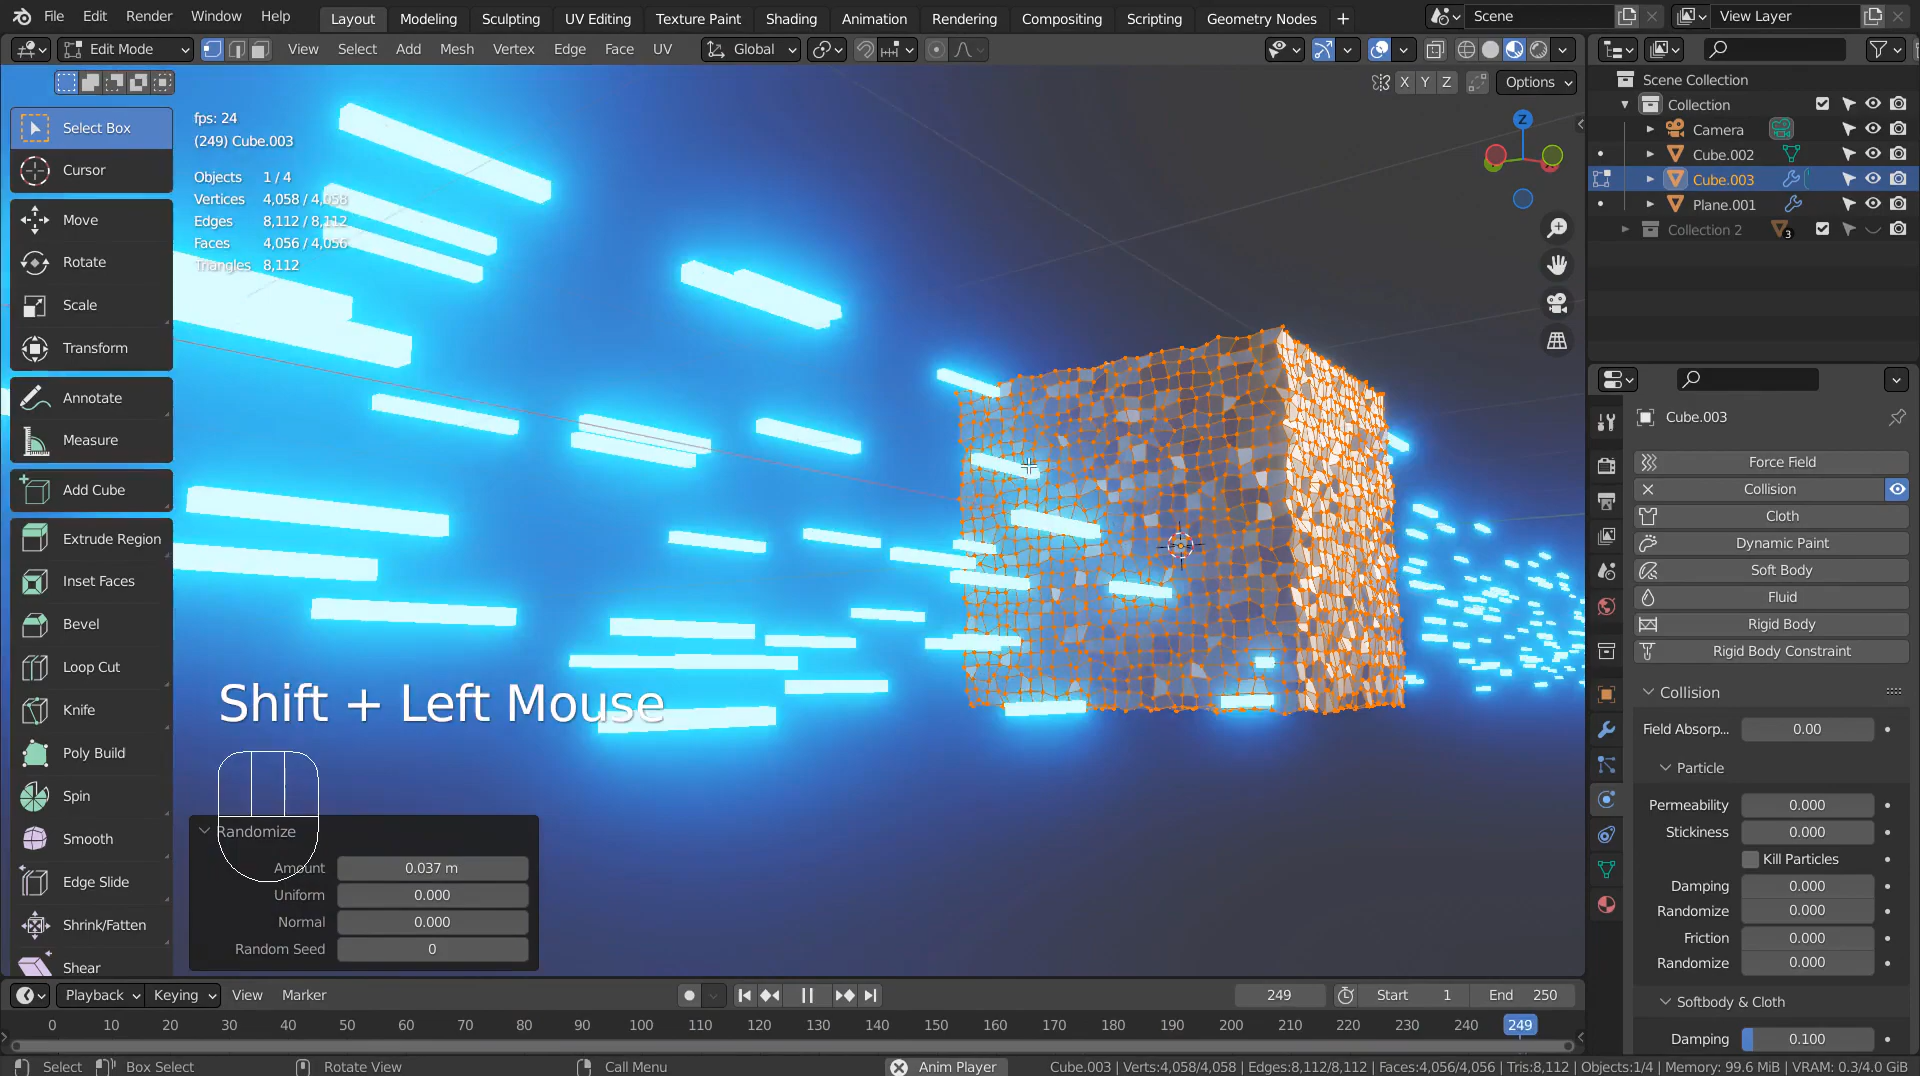 File Edit Render Window Help Layout Modeling Sculpting UV Editing Texture Paint Shading Animation Rendering Compositing Scripting Geometry Nodes + Scene View Layer
Edit Mode View Select Add Mesh Vertex Edge Face UV Global
X Y Z Options
Select Box
Cursor
Move
Rotate
Scale
Transform
Annotate
Measure
Add Cube
Extrude Region
Inset Faces
Bevel
Loop Cut
Knife
Poly Build
Spin
Smooth
Edge Slide
Shrink/Fatten
Shear
fps: 24
(249) Cube.003
Objects 1 / 4
Vertices 4,058 / 4,058
Edges 8,112 / 8,112
Faces 4,056 / 4,056
Triangles 8,112
Z
Shift + Left Mouse
Randomize
Amount 0.037 m
Uniform 0.000
Normal 0.000
Random Seed 0
Scene Collection
Collection
Camera
Cube.002
Cube.003
Plane.001
Collection 2 3
Cube.003
Force Field
Collision
Cloth
Dynamic Paint
Soft Body
Fluid
Rigid Body
Rigid Body Constraint
Collision
Field Absorp... 0.00
Particle
Permeability 0.000
Stickiness 0.000
Kill Particles
Damping 0.000
Randomize 0.000
Friction 0.000
Randomize 0.000
Softbody & Cloth
Damping 0.100
Playback Keying View Marker 249 Start 1 End 250
0 10 20 30 40 50 60 70 80 90 100 110 120 130 140 150 160 170 180 190 200 210 220 230 240 249
Select Box Select Rotate View Call Menu Anim Player Cube.003 | Verts:4,058/4,058 | Edges:8,112/8,112 | Faces:4,056/4,056 | Tris:8,112 | Objects:1/4 | Memory: 99.6 MiB | VRAM: 0.3/4.0 GiB